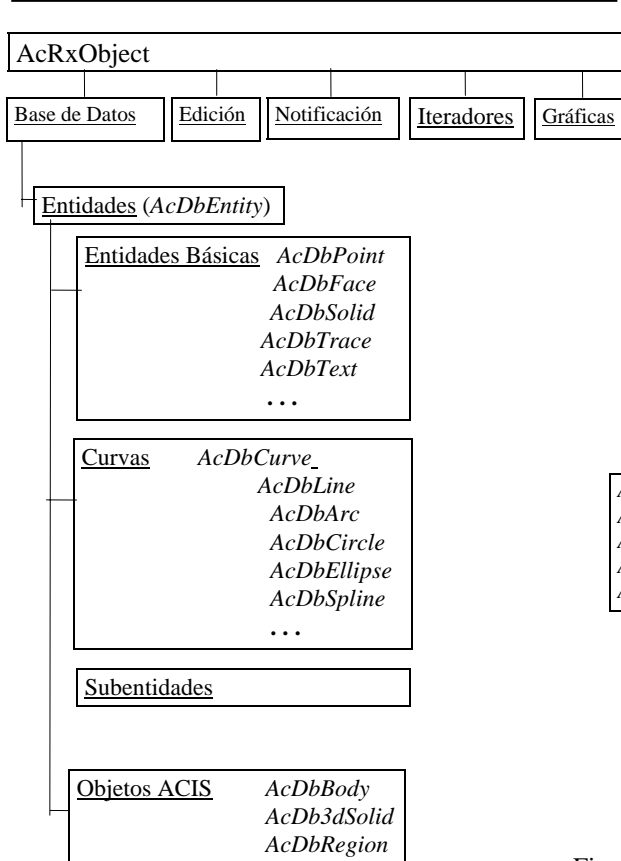 AcRxObject
Base de Datos Edición Notificación Iteradores Gráficas
Entidades (AcDbEntity)
Entidades Básicas AcDbPoint
AcDbFace
AcDbSolid
AcDbTrace
AcDbText
...
Curvas AcDbCurve
AcDbLine
AcDbArc
AcDbCircle
AcDbEllipse
AcDbSpline
...
Subentidades
Objetos ACIS AcDbBody
AcDb3dSolid
AcDbRegion